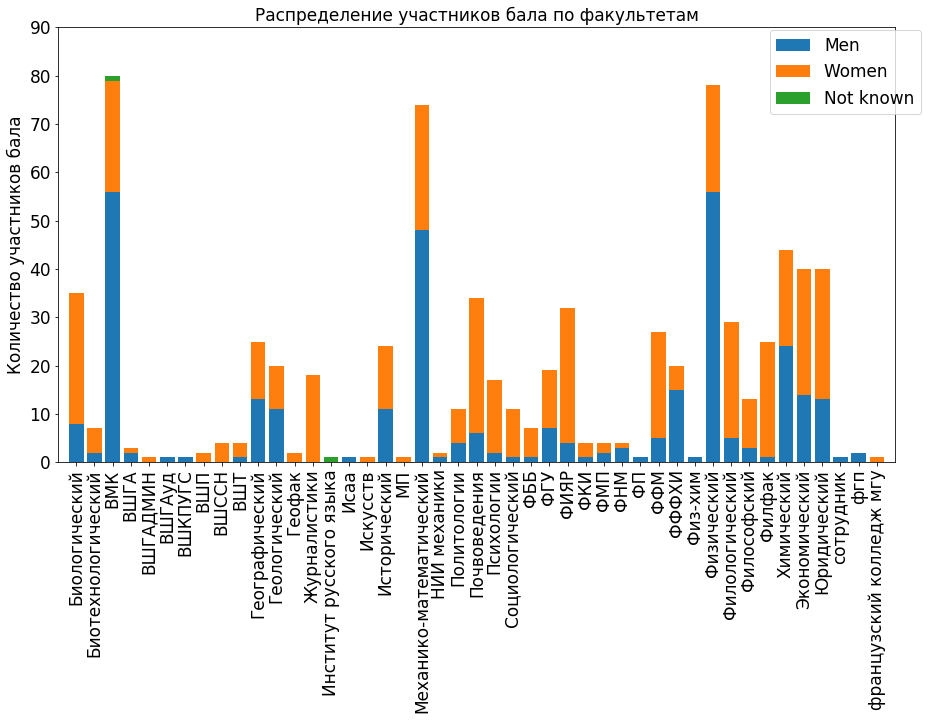 Распределение участников бала по факультетам
Men
Women
Not known
Количество участников бала
90
80
70
60
50
40
30
20
10
0
Биологический
Биотехнологический
ВМК
ВШГА
ВШГАДМИН
ВШГАуд
ВШКПУГС
ВШП
ВШССН
ВШТ
Географический
Геологический
Геофак
Журналистики
Институт русского языка
Исаа
Искусств
Исторический
МП
Механико-математический
НИИ механики
Политологии
Почвоведения
Психологии
Социологический
ФББ
ФГУ
ФИЯР
ФКИ
ФМП
ФНМ
ФП
ФФМ
ФФФХИ
Физ-хим
Физический
Филологический
Философский
Филфак
Химический
Экономический
Юридический
сотрудник
фгп
французский колледж мгу